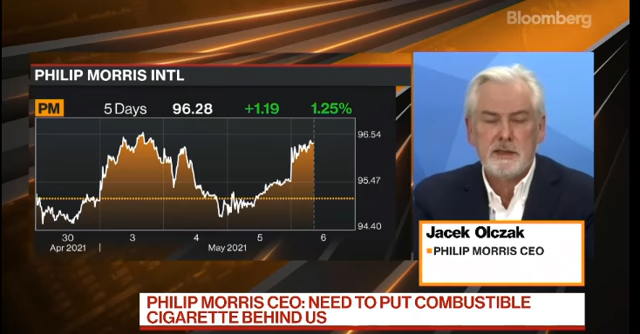 Bloomberg
PHILIP MORRIS INTL
PM 5 Days 96.28 +1.19 1.25%
96.54
95.47
94.40
30 3 4 5 6
Apr 2021 May 2021
Jacek Olczak
PHILIP MORRIS CEO
PHILIP MORRIS CEO: NEED TO PUT COMBUSTIBLE
CIGARETTE BEHIND US